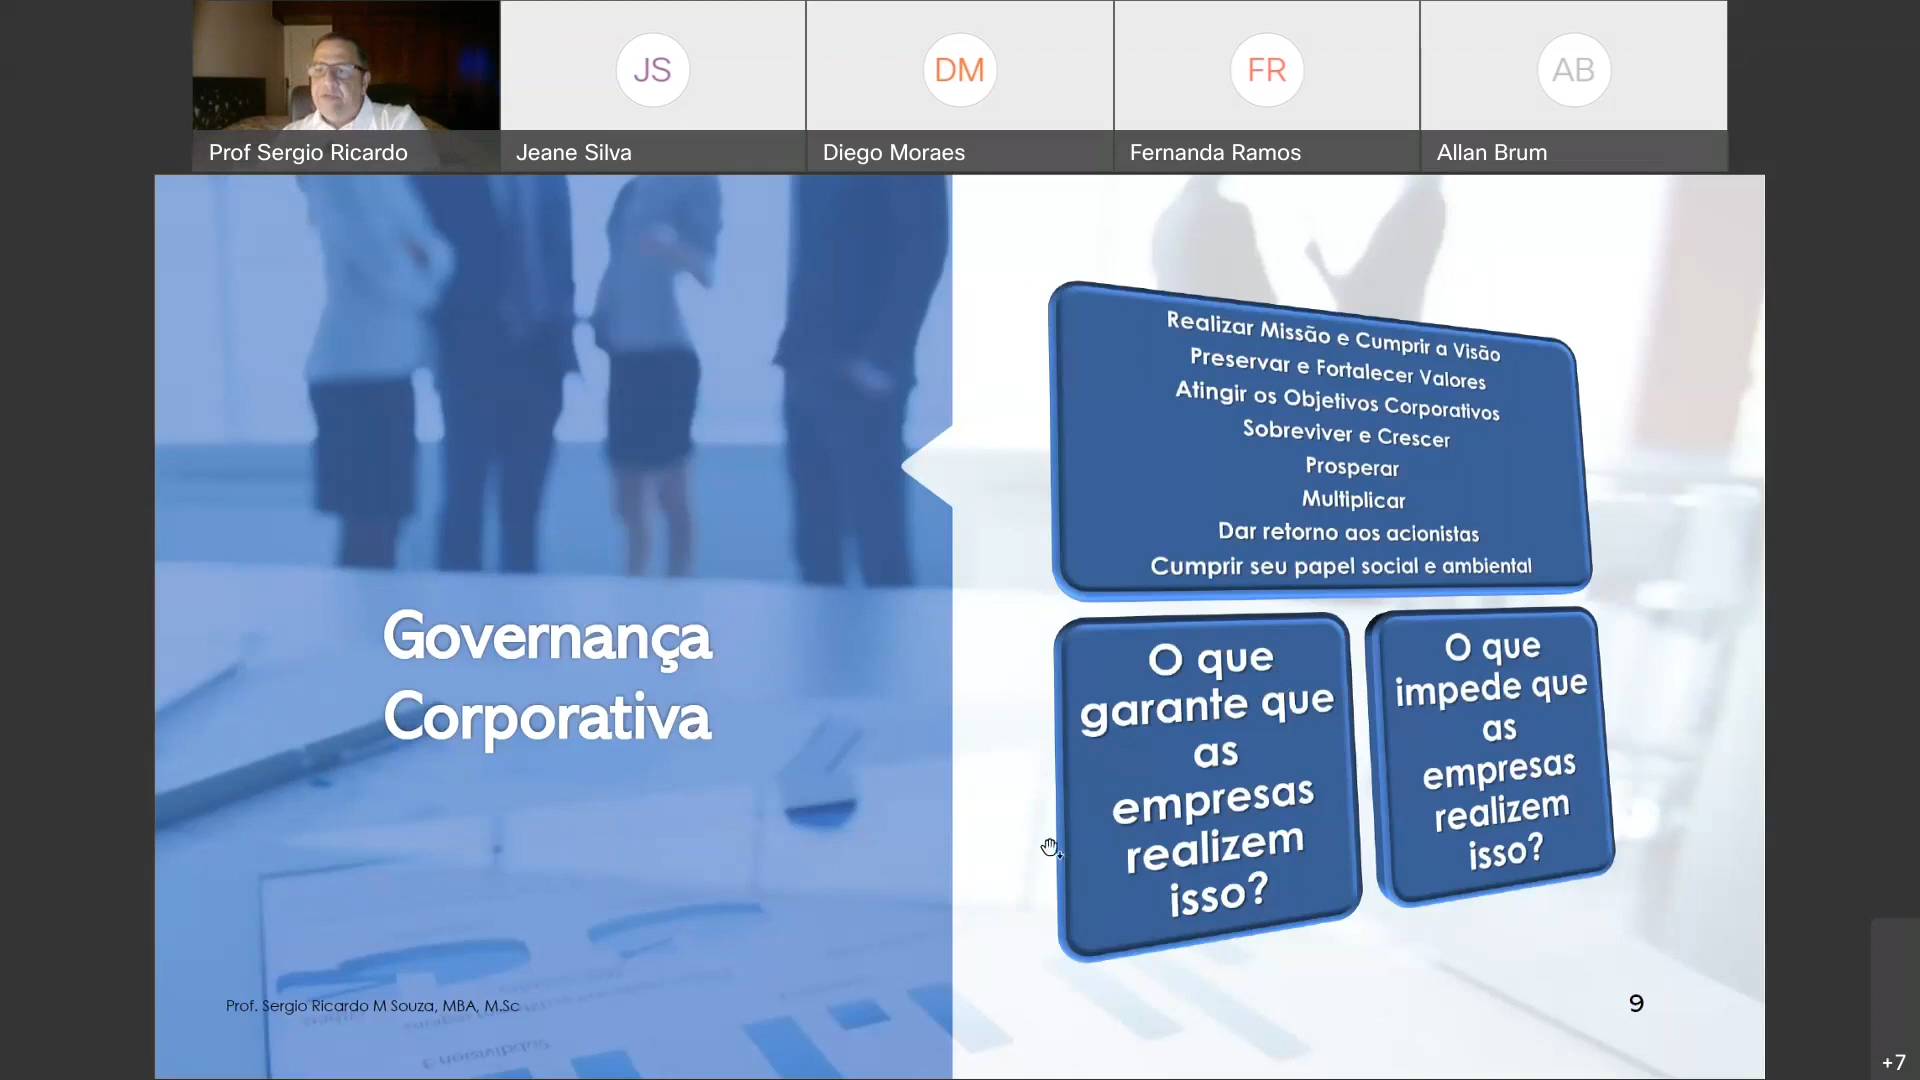 JS
DM
FR
AB
Prof Sergio Ricardo
Jeane Silva
Diego Moraes
Fernanda Ramos
Allan Brum
Governança
Corporativa
Realizar Missão e Cumprir a Visão
Preservar e Fortalecer Valores
Atingir os Objetivos Corporativos
Sobreviver e Crescer
Prosperar
Multiplicar
Dar retorno aos acionistas
Cumprir seu papel social e ambiental
O que
garante que
as
empresas
realizem
isso?
O que
impede que
as
empresas
realizem
isso?
Prof. Sergio Ricardo M Souza, MBA, M.Sc
9
+7